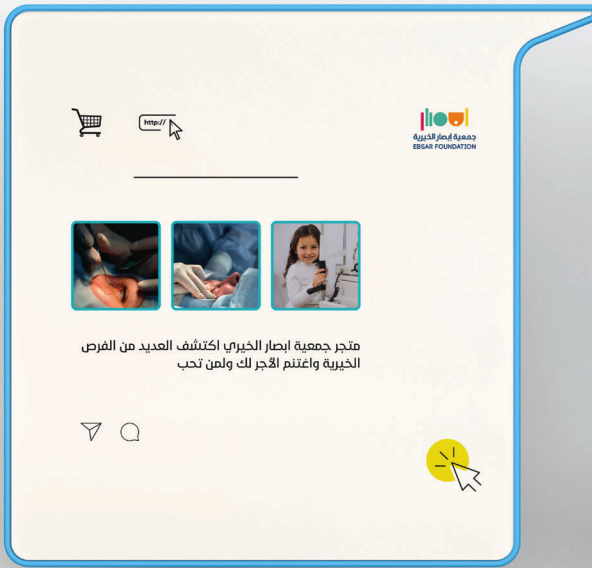 http://
جمعية إبصار الخيرية
EBSAR FOUNDATION
متجر جمعية ابصار الخيري اكتشف العديد من الفرص
الخيرية واغتنم الأجر لك ولمن تحب